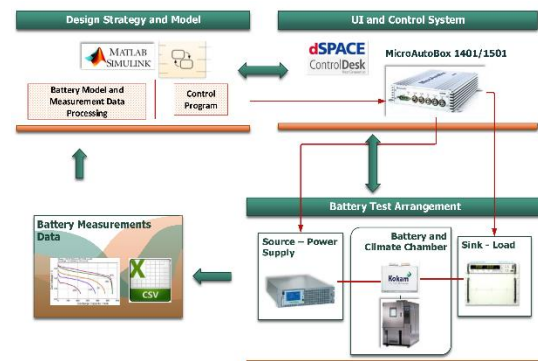 Design Strategy and Model
MATLAB
SIMULINK
Battery Model and
Measurement Data
Processing
Control
Program
UI and Control System
dSPACE
ControlDesk
MicroAutoBox 1401/1501
Battery Test Arrangement
Source – Power
Supply
Battery and
Climate Chamber
Kokam
Sink - Load
Battery Measurements
Data
X
CSV